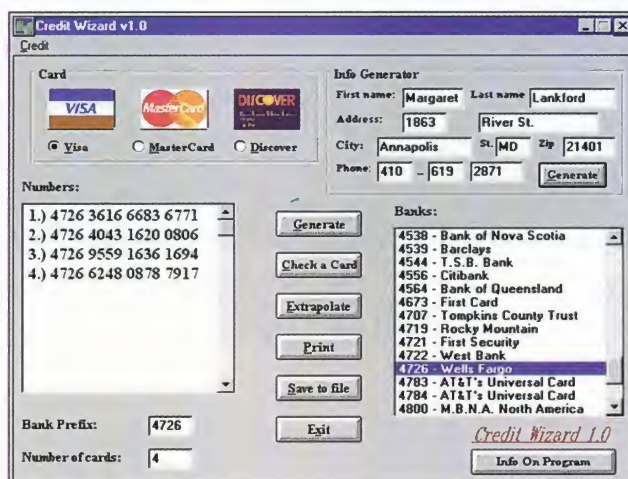 Credit Wizard v1.0
Credit
Card
VISA
MasterCard
DISCOVER
Visa
MasterCard
Discover
Info Generator
First name: Margaret Last name Lankford
Address: 1863 River St.
City: Annapolis St. MD Zip 21401
Phone: 410 - 619 2871 Generate
Numbers:
1.) 4726 3616 6683 6771
2.) 4726 4043 1620 0806
3.) 4726 9559 1636 1694
4.) 4726 6248 0878 7917
Generate
Check a Card
Extrapolate
Print
Save to file
Exit
Banks:
4538 - Bank of Nova Scotia
4539 - Barclays
4544 - T.S.B. Bank
4556 - Citibank
4564 - Bank of Queensland
4673 - First Card
4707 - Tompkins County Trust
4719 - Rocky Mountain
4721 - First Security
4722 - West Bank
4726 - Wells Fargo
4783 - AT&T's Universal Card
4784 - AT&T's Universal Card
4800 - M.B.N.A. North America
Bank Prefix: 4726
Number of cards: 4
Credit Wizard 1.0
Info On Program